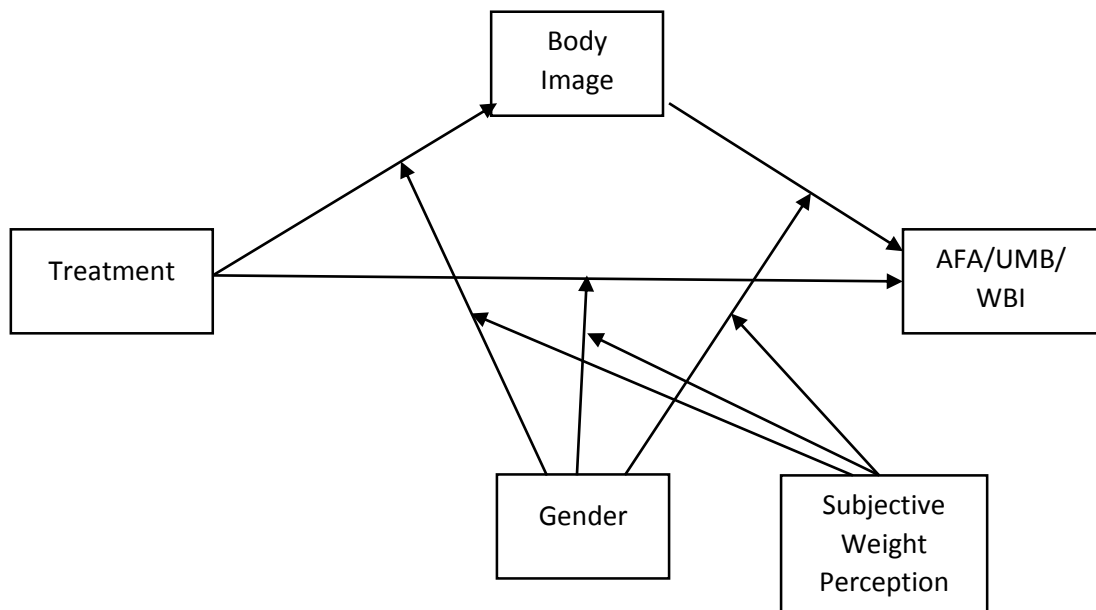 Body
Image
Treatment
AFA/UMB/
WBI
Gender
Subjective
Weight
Perception